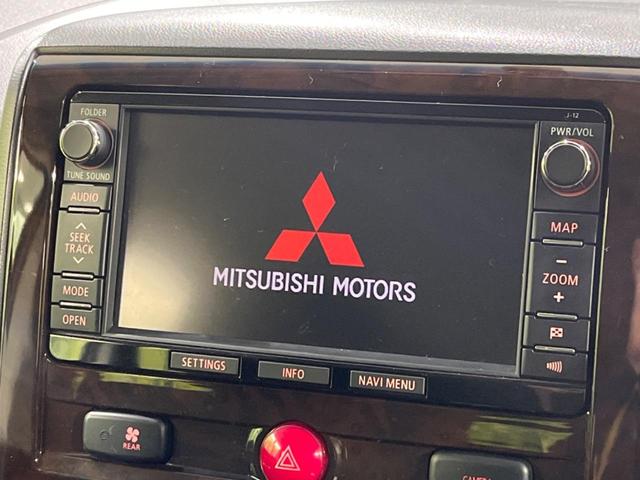 FOLDER
TUNE SOUND
AUDIO
SEEK
TRACK
MODE
OPEN
MITSUBISHI MOTORS
J-12
PWR/VOL
MAP
−
ZOOM
+
SETTINGS
INFO
NAVI MENU
REAR
CAMERA